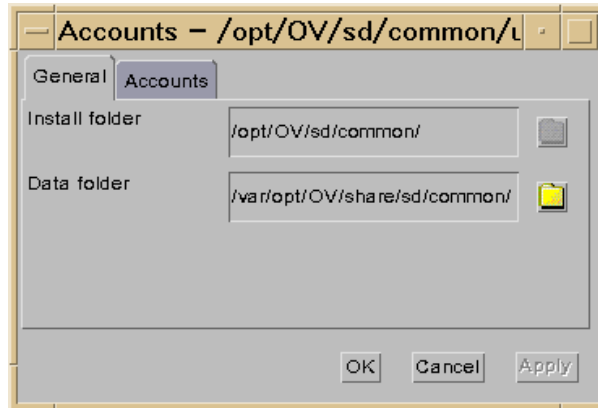 Accounts – /opt/OV/sd/common/u
General
Accounts
Install folder
/opt/OV/sd/common/
Data folder
/var/opt/OV/share/sd/common/
OK
Cancel
Apply